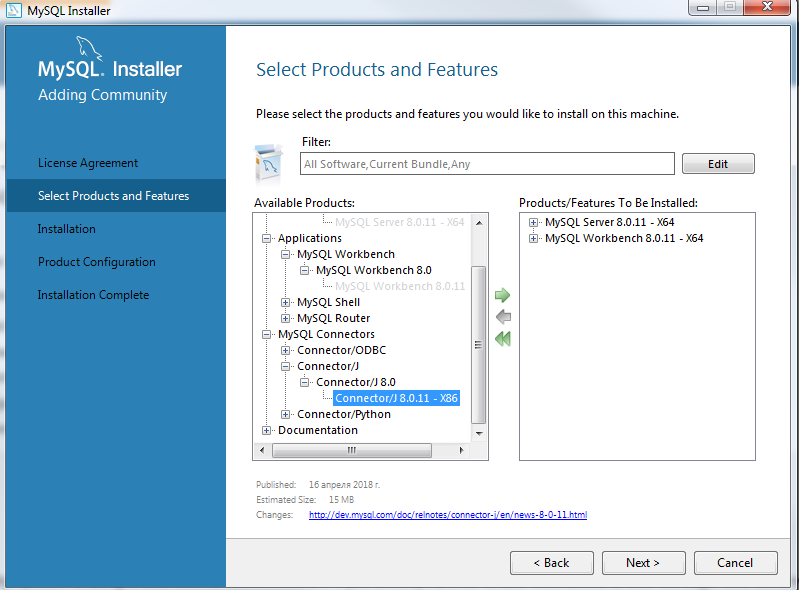 MySQL Installer
MySQL. Installer
Adding Community
License Agreement
Select Products and Features
Installation
Product Configuration
Installation Complete
Select Products and Features
Please select the products and features you would like to install on this machine.
Filter:
All Software,Current Bundle,Any
Edit
Available Products:
MySQL Server 8.0.11 - X64
Applications
MySQL Workbench
MySQL Workbench 8.0
MySQL Workbench 8.0.11
MySQL Shell
MySQL Router
MySQL Connectors
Connector/ODBC
Connector/J
Connector/J 8.0
Connector/J 8.0.11 - X86
Connector/Python
Documentation
Products/Features To Be Installed:
MySQL Server 8.0.11 - X64
MySQL Workbench 8.0.11 - X64
Published: 16 апреля 2018 г.
Estimated Size: 15 MB
Changes: http://dev.mysql.com/doc/relnotes/connector-j/en/news-8-0-11.html
< Back
Next >
Cancel